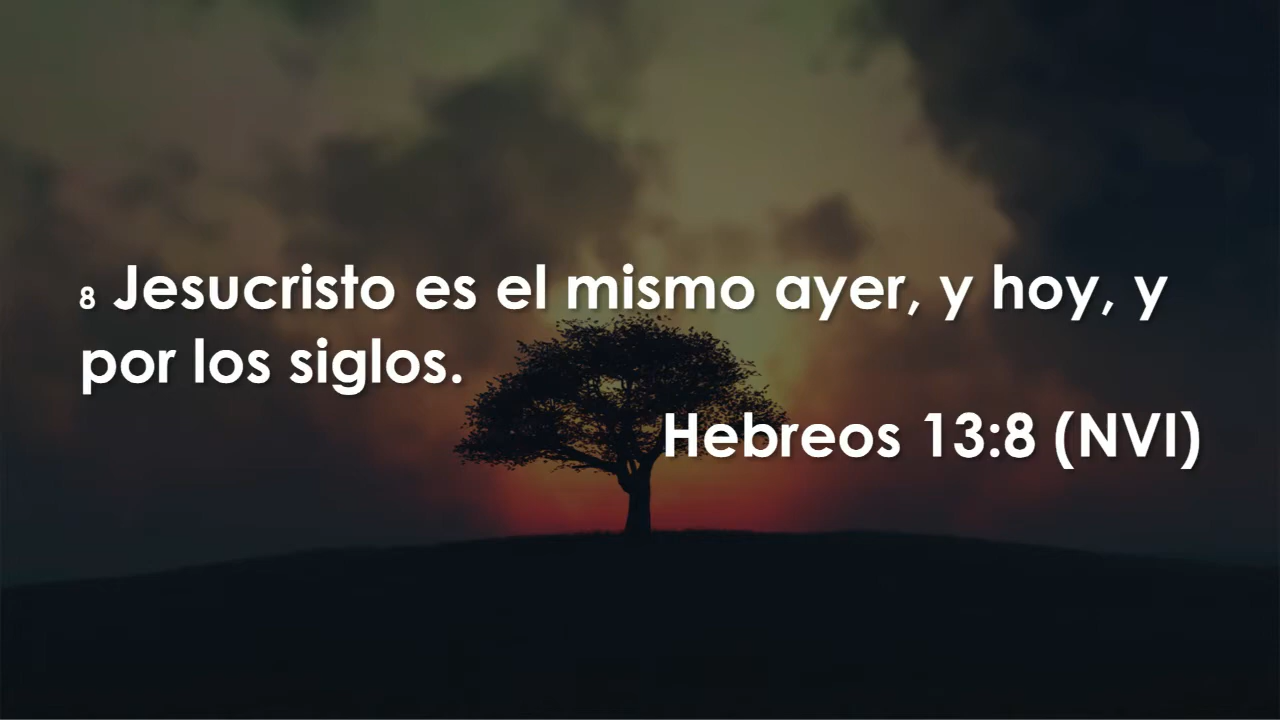 8 Jesucristo es el mismo ayer, y hoy, y
por los siglos.
Hebreos 13:8 (NVI)